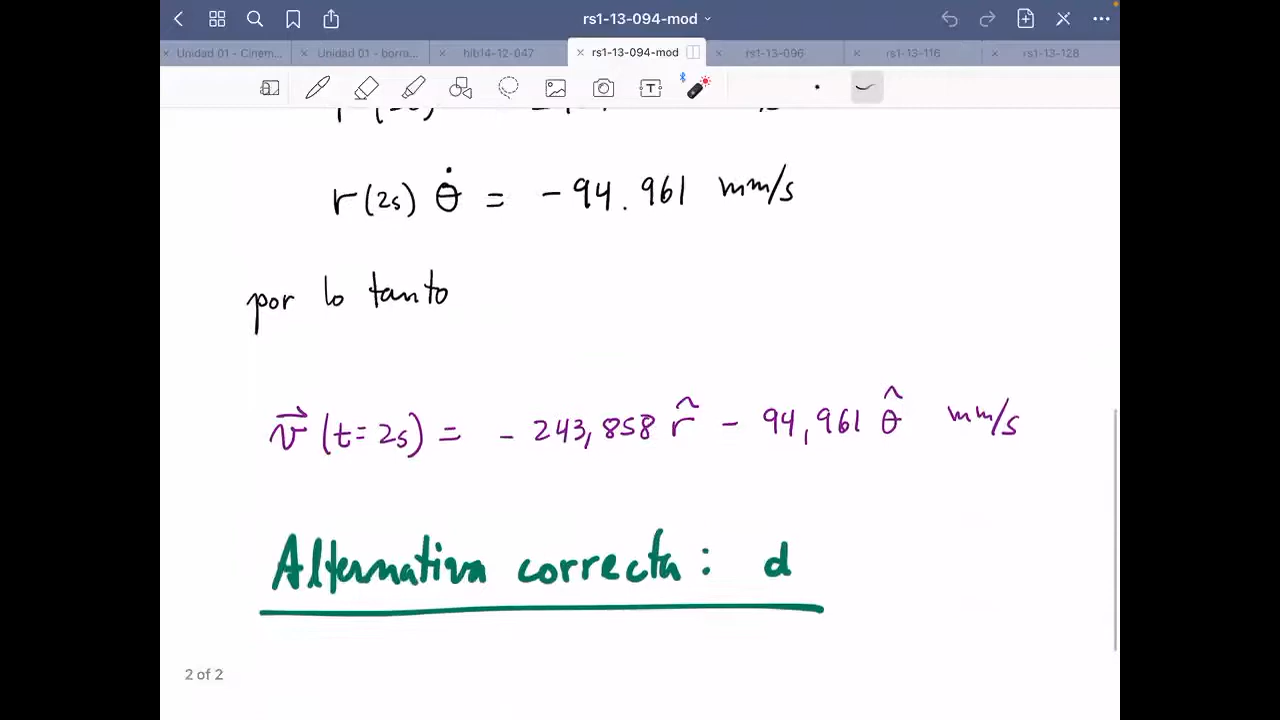 rs1-13-094-mod
Unidad 01 - Cinem...
Unidad 01 - borra...
hib14-12-047
rs1-13-094-mod
rs1-13-096
rs1-13-116
rs1-13-128
r(2s) θ̇ = -94.961 mm/s
por lo tanto
v⃗ (t=2s) = - 243,858 r̂ - 94,961 θ̂ mm/s
Alternativa correcta: d
2 of 2